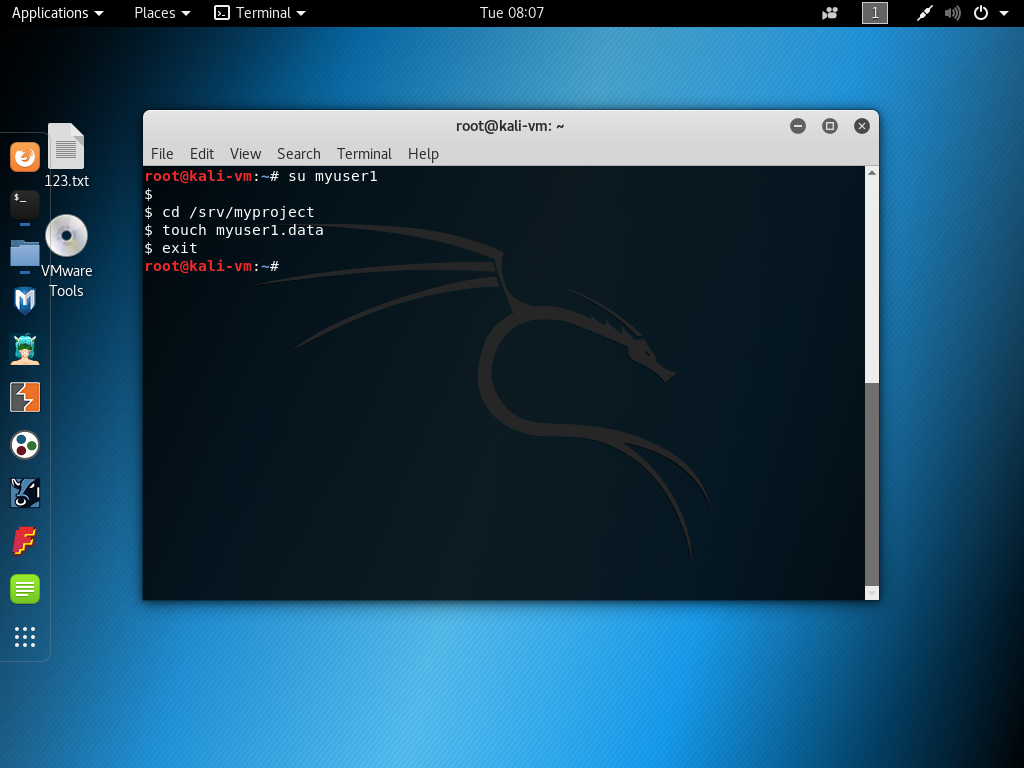 Applications Places Terminal Tue 08:07 1
123.txt
VMware
Tools
root@kali-vm: ~
File Edit View Search Terminal Help
root@kali-vm:~# su myuser1
$
$ cd /srv/myproject
$ touch myuser1.data
$ exit
root@kali-vm:~#